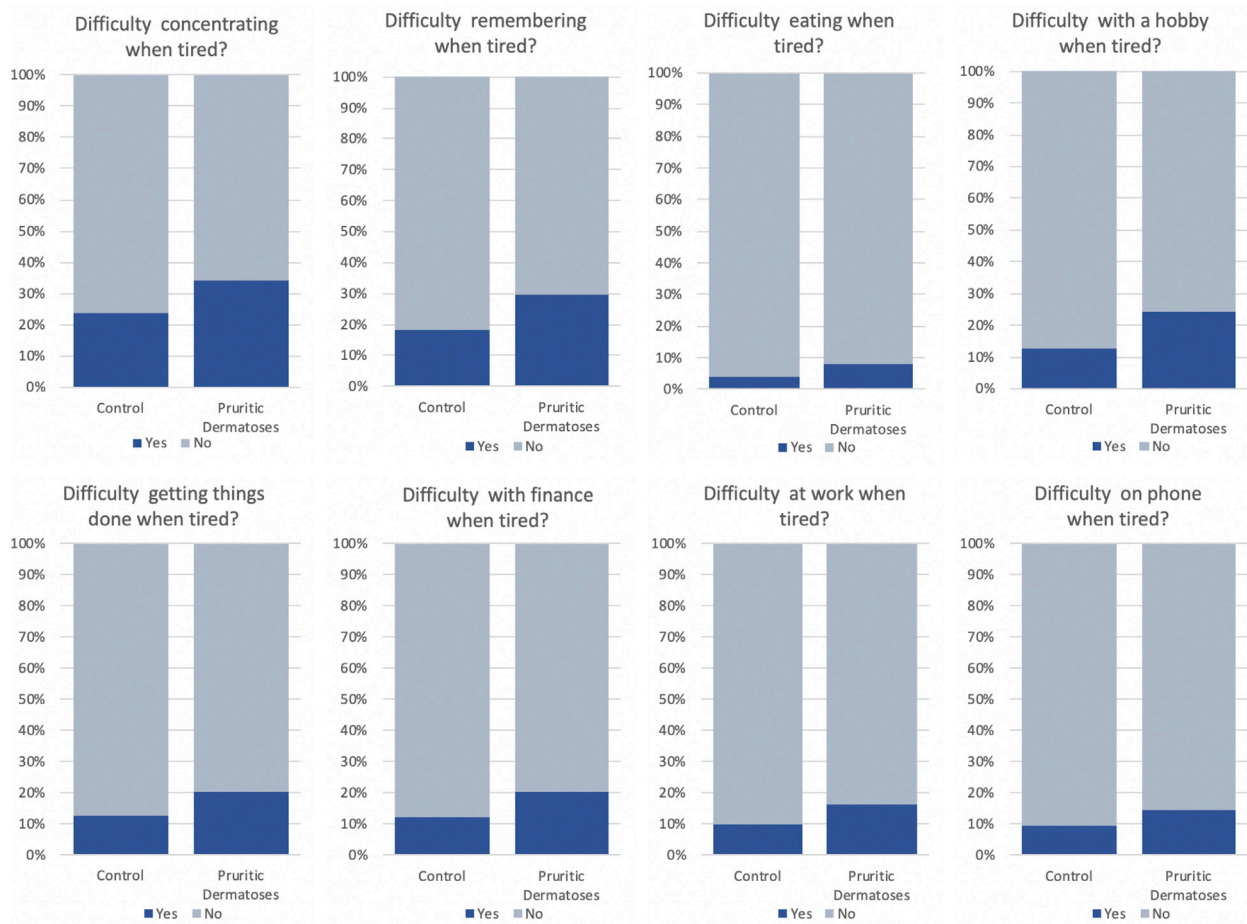 Difficulty concentrating
when tired?
100%
90%
80%
70%
60%
50%
40%
30%
20%
10%
0%
Control
Pruritic
Dermatoses
Yes No
Difficulty remembering
when tired?
100%
90%
80%
70%
60%
50%
40%
30%
20%
10%
0%
Control
Pruritic
Dermatoses
Yes No
Difficulty eating when
tired?
100%
90%
80%
70%
60%
50%
40%
30%
20%
10%
0%
Control
Pruritic
Dermatoses
Yes No
Difficulty with a hobby
when tired?
100%
90%
80%
70%
60%
50%
40%
30%
20%
10%
0%
Control
Pruritic
Dermatoses
Yes No
Difficulty getting things
done when tired?
100%
90%
80%
70%
60%
50%
40%
30%
20%
10%
0%
Control
Pruritic
Dermatoses
Yes No
Difficulty with finance
when tired?
100%
90%
80%
70%
60%
50%
40%
30%
20%
10%
0%
Control
Pruritic
Dermatoses
Yes No
Difficulty at work when
tired?
100%
90%
80%
70%
60%
50%
40%
30%
20%
10%
0%
Control
Pruritic
Dermatoses
Yes No
Difficulty on phone
when tired?
100%
90%
80%
70%
60%
50%
40%
30%
20%
10%
0%
Control
Pruritic
Dermatoses
Yes No